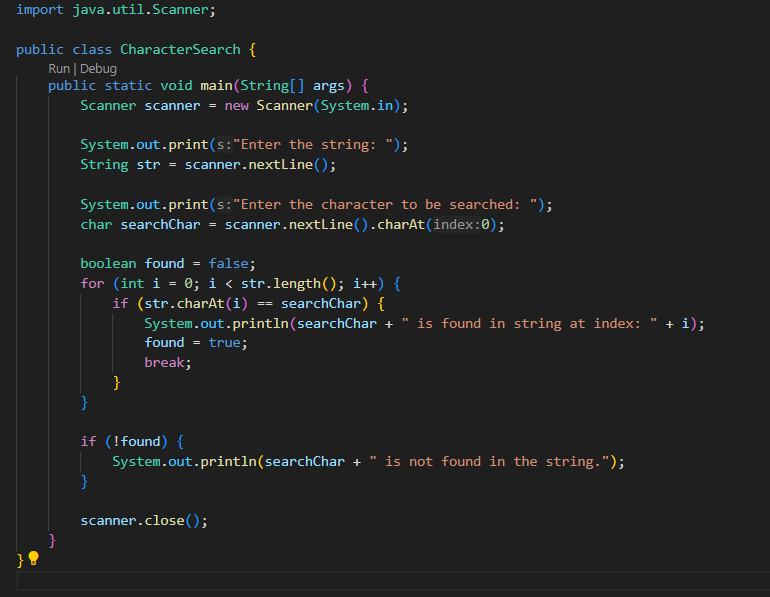 import java.util.Scanner;
public class CharacterSearch {
Run | Debug
public static void main(String[] args) {
Scanner scanner = new Scanner(System.in);
System.out.print(s:"Enter the string: ");
String str = scanner.nextLine();
System.out.print(s:"Enter the character to be searched: ");
char searchChar = scanner.nextLine().charAt(index:0);
boolean found = false;
for (int i = 0; i < str.length(); i++) {
if (str.charAt(i) == searchChar) {
System.out.println(searchChar + " is found in string at index: " + i);
found = true;
break;
}
}
if (!found) {
System.out.println(searchChar + " is not found in the string.");
}
scanner.close();
}
}